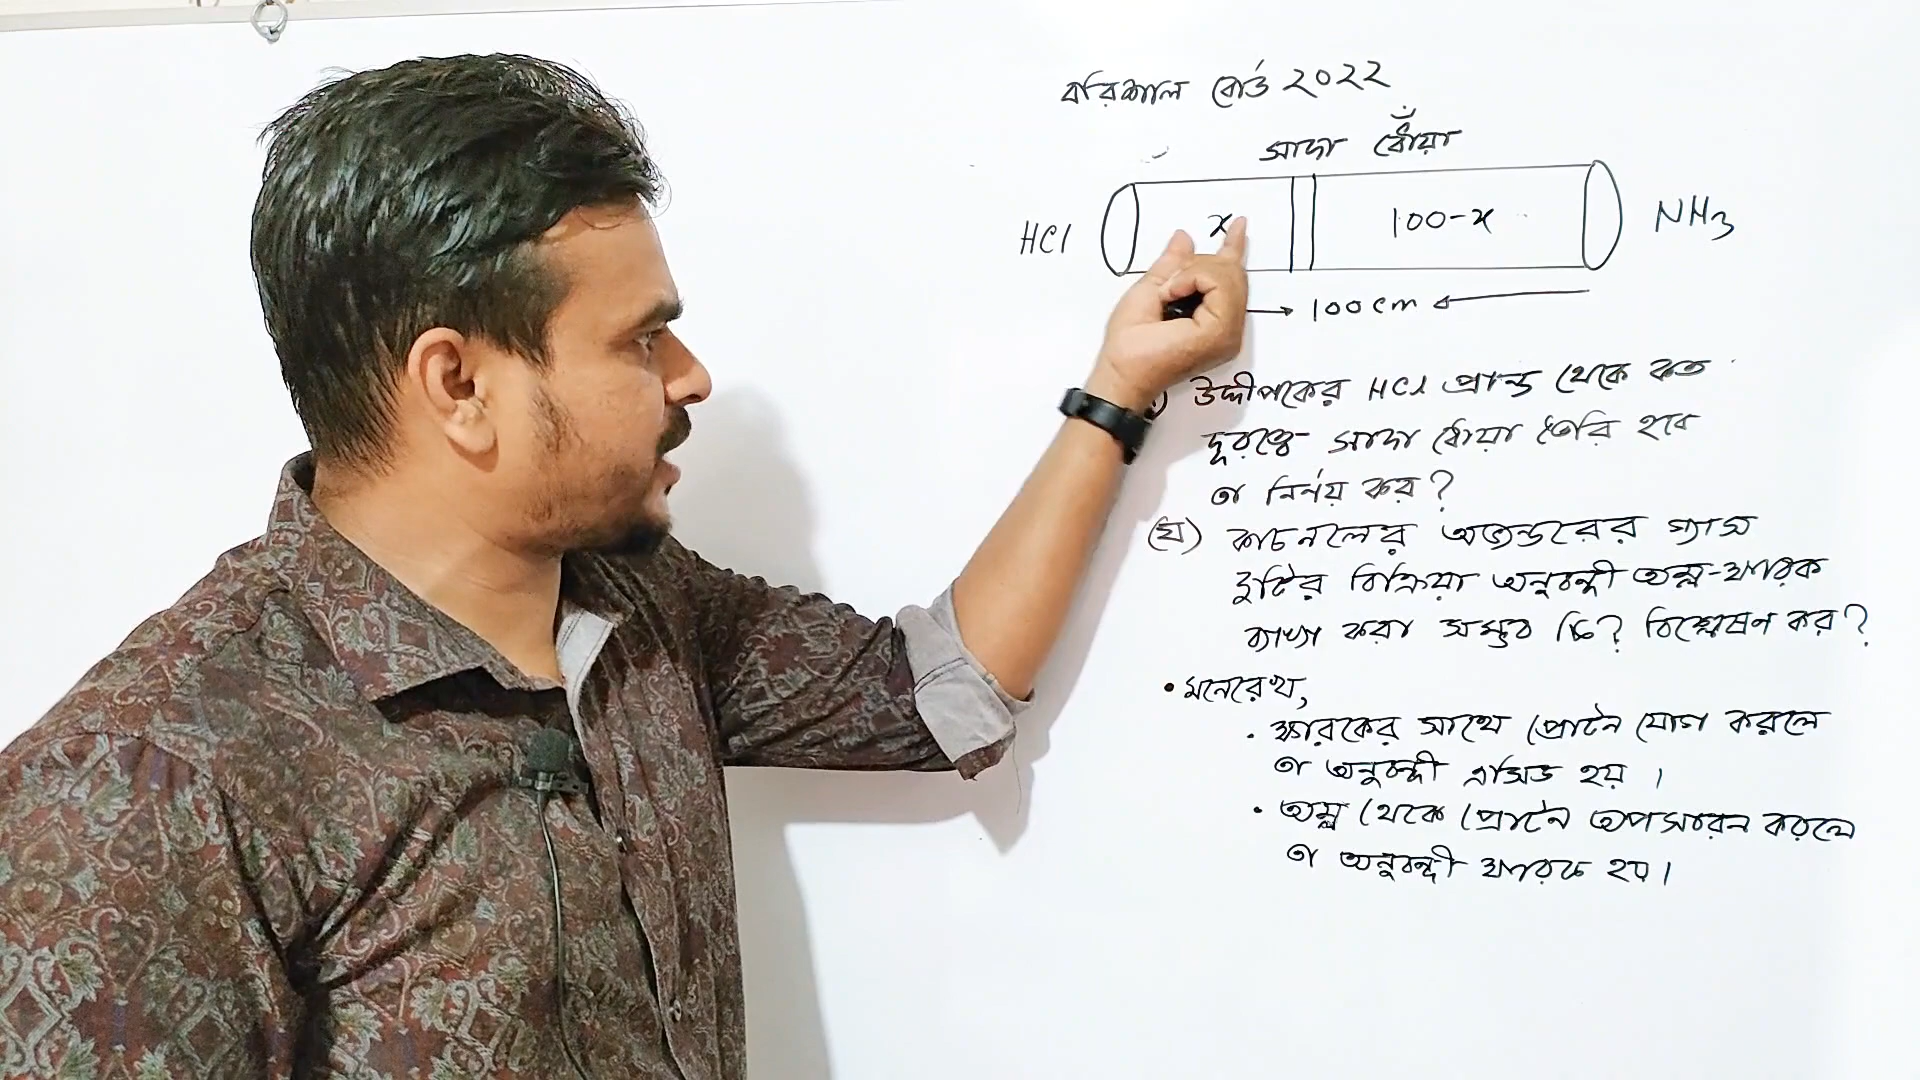 বরিশাল বোর্ড ২০২২
সাদা ধোঁয়া
HCl x 100-x NH3
100 cm
উদ্দীপকের HCl প্রান্ত থেকে কত
দূরত্বে সাদা ধোঁয়া তৈরি হবে
তা নির্ণয় কর?
(ঘ) কাচনলের অভ্যন্তরের গ্যাস
দুটির বিক্রিয়া অনুবন্ধী অম্ল-ক্ষারক
ব্যাখ্যা করা সম্ভব কি? বিশ্লেষণ কর?
• মনেরেখ,
• ক্ষারকের সাথে প্রোটন যোগ করলে
তা অনুবন্ধী এসিড হয়।
• অম্ল থেকে প্রোটন অপসারন করলে
তা অনুবন্ধী ক্ষারক হয়।